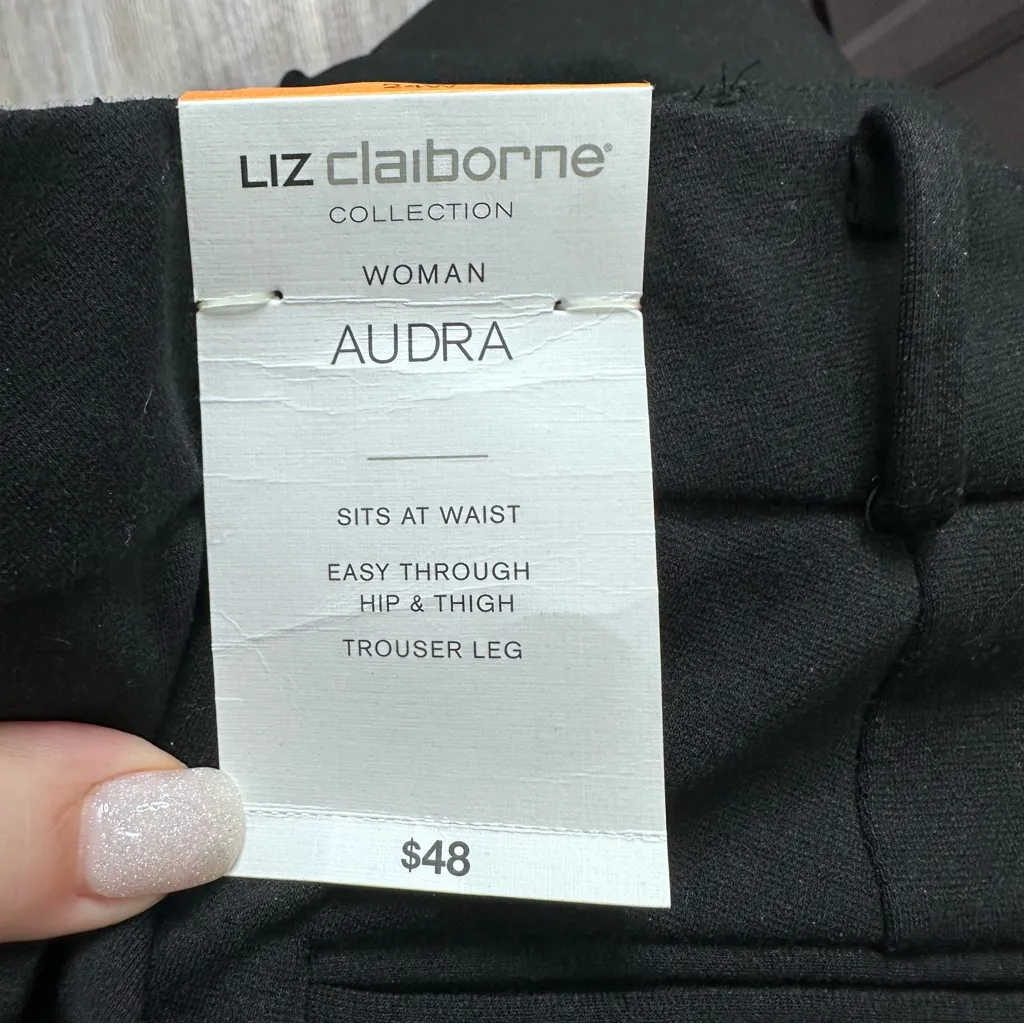 LIZ claiborne®
COLLECTION
WOMAN
AUDRA
SITS AT WAIST
EASY THROUGH
HIP & THIGH
TROUSER LEG
$48